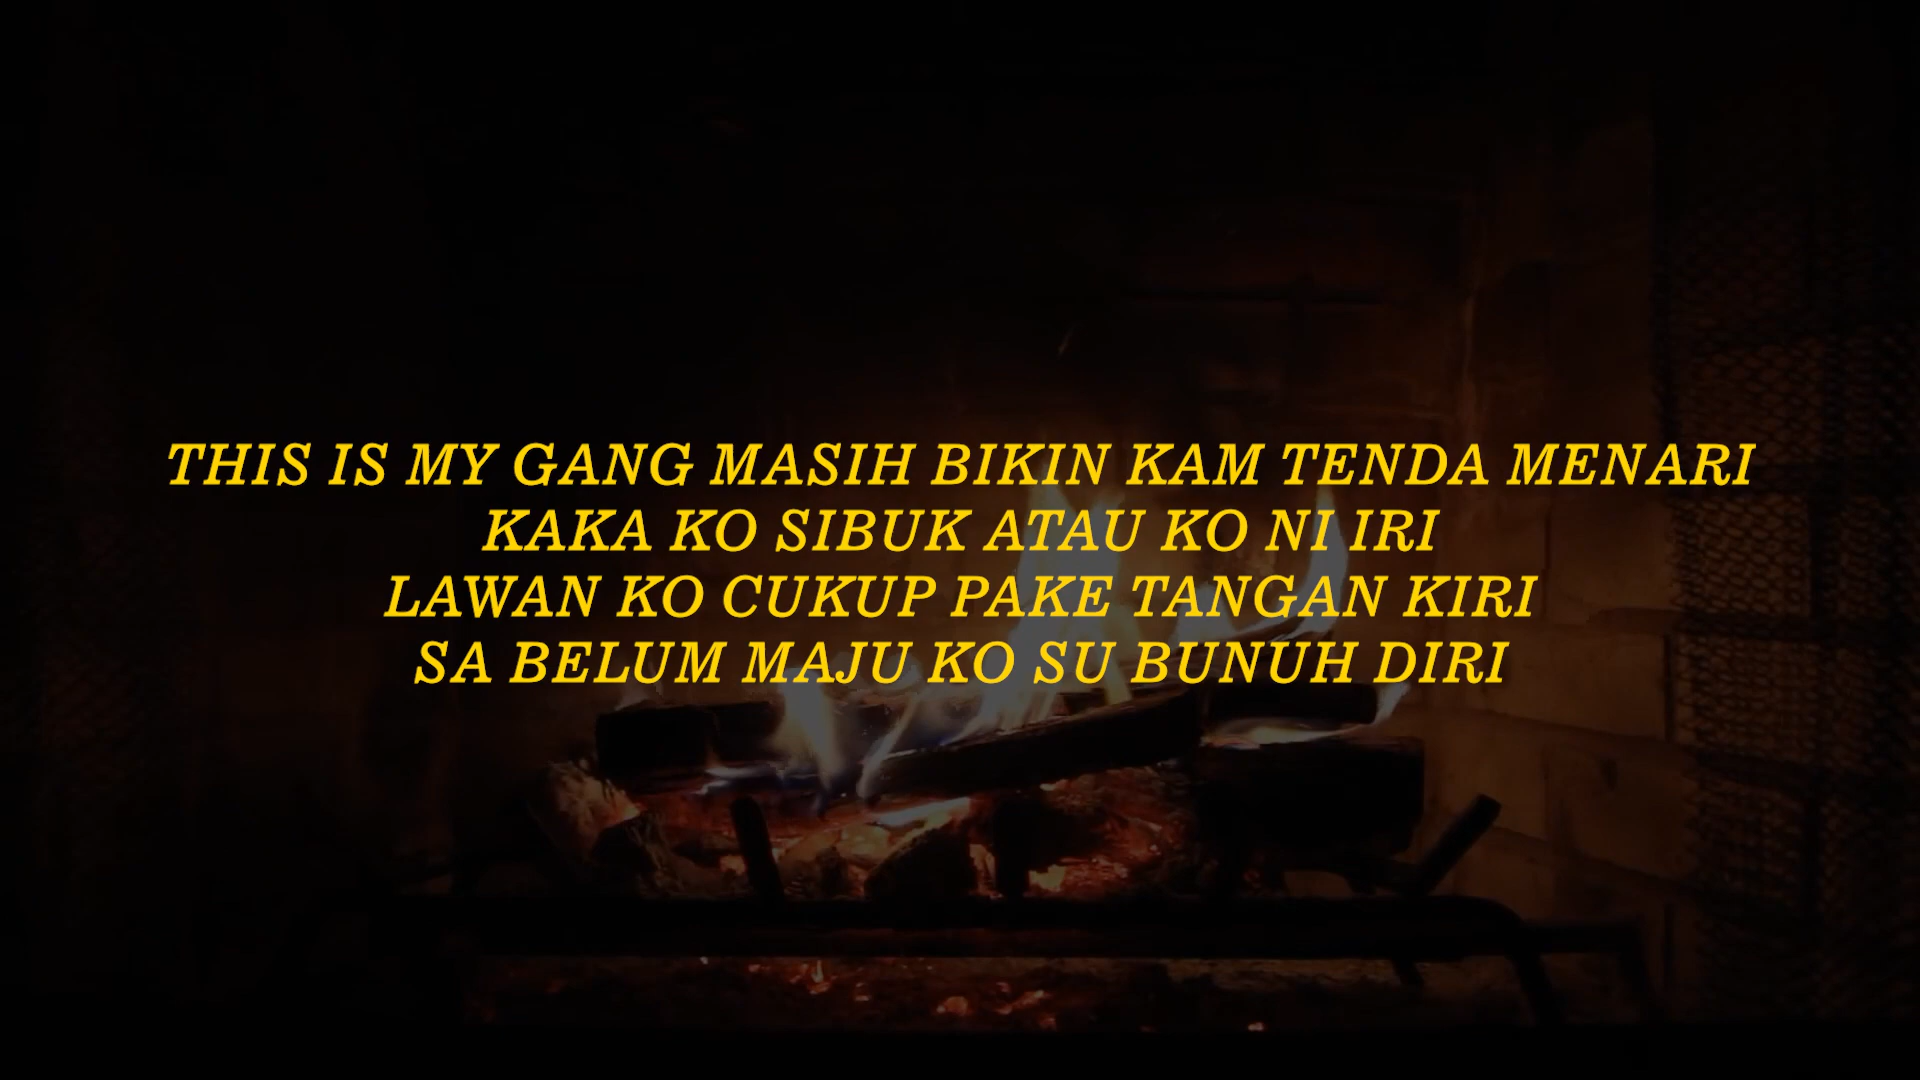 THIS IS MY GANG MASIH BIKIN KAM TENDA MENARI
KAKA KO SIBUK ATAU KO NI IRI
LAWAN KO CUKUP PAKE TANGAN KIRI
SA BELUM MAJU KO SU BUNUH DIRI